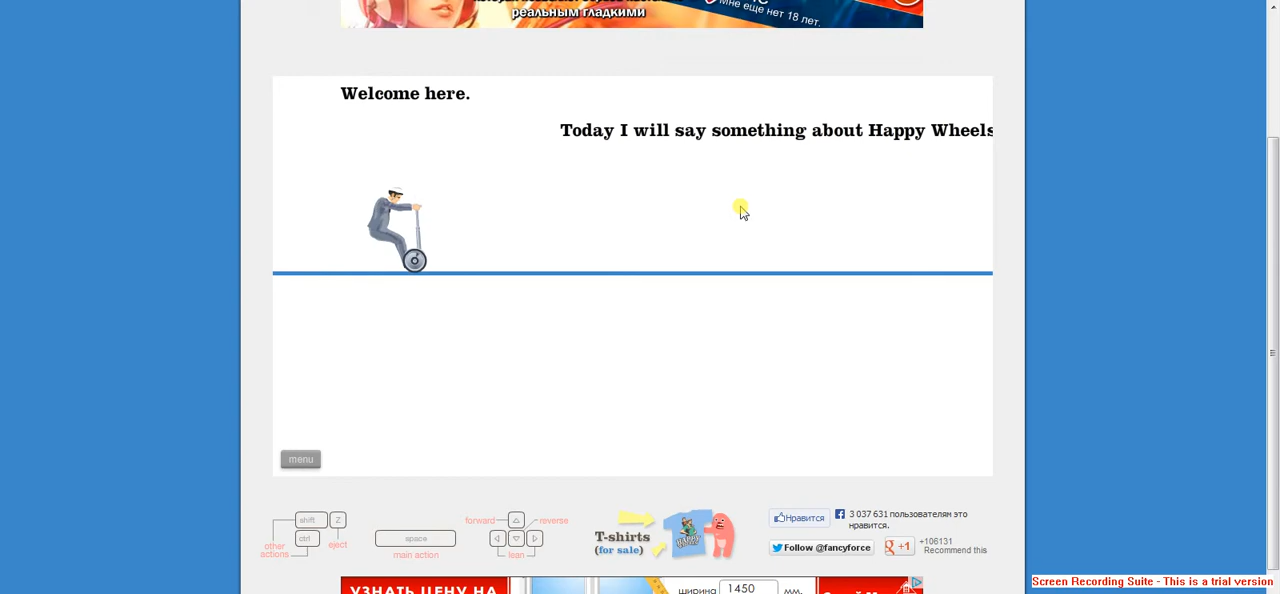 реальным гладкими
мне еще нет 18 лет.
Welcome here.
Today I will say something about Happy Wheels
menu
shift
Z
ctrl
other
actions
eject
space
main action
forward
reverse
lean
T-shirts
(for sale)
Нравится
3 037 631 пользователям это
нравится.
Follow @fancyforce
+1
+106131
Recommend this
Screen Recording Suite - This is a trial version
УЗНАТЬ ЦЕНУ НА
ширина
1450
мм.